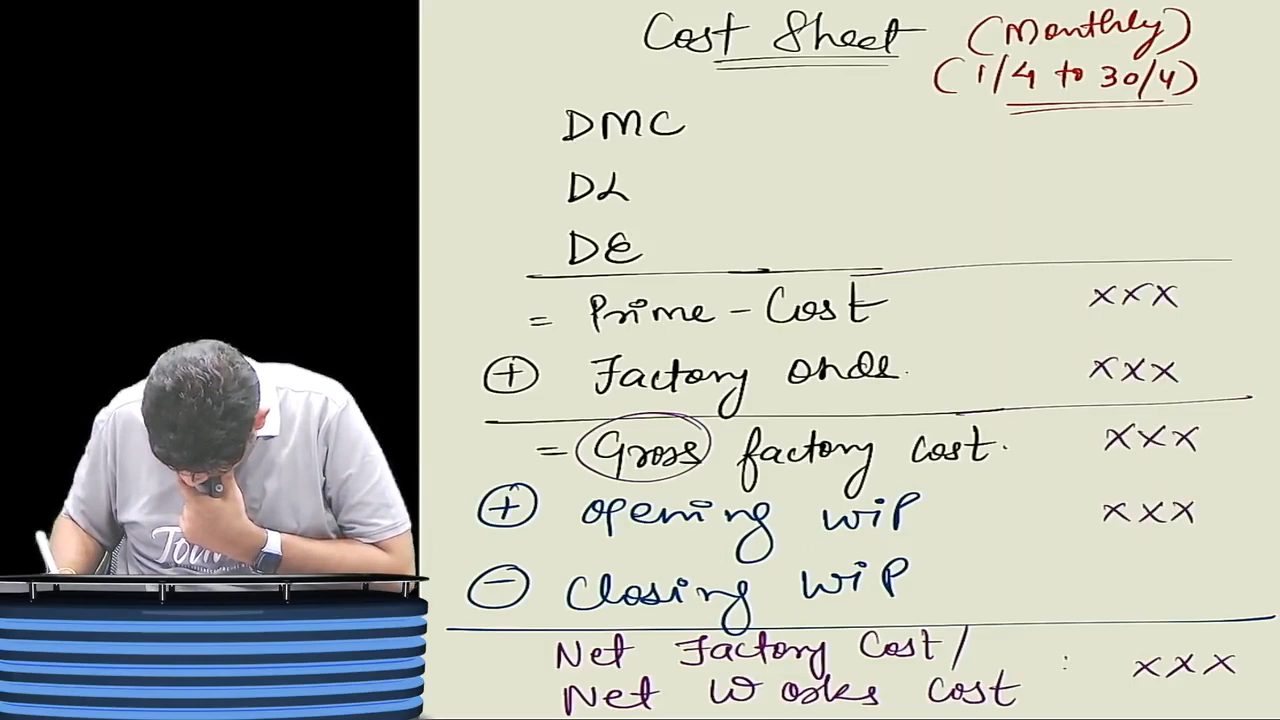 Cost Sheet (Monthly)
(1/4 to 30/4)
DMC
DL
DE
= Prime - Cost xxx
+ Factory OHDS. xxx
= Gross factory cost. xxx
+ opening WIP xxx
- Closing WIP
Net Factory Cost / : xxx
Net Works Cost